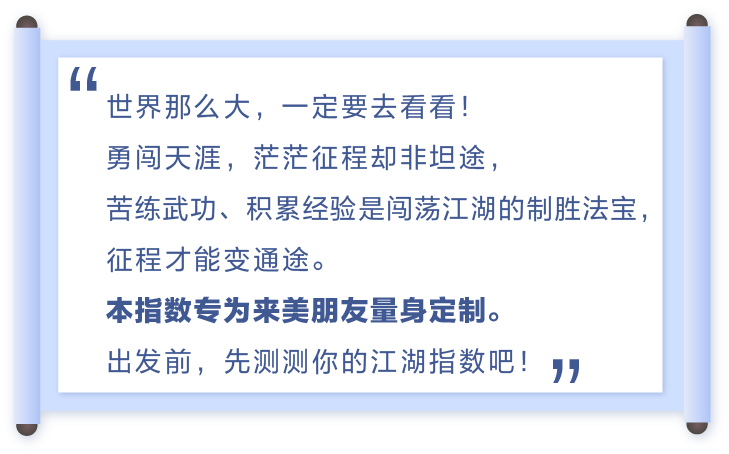 “世界那么大，一定要去看看！
勇闯天涯，茫茫征程却非坦途，
苦练武功、积累经验是闯荡江湖的制胜法宝，
征程才能变通途。
本指数专为来美朋友量身定制。
出发前，先测测你的江湖指数吧！”